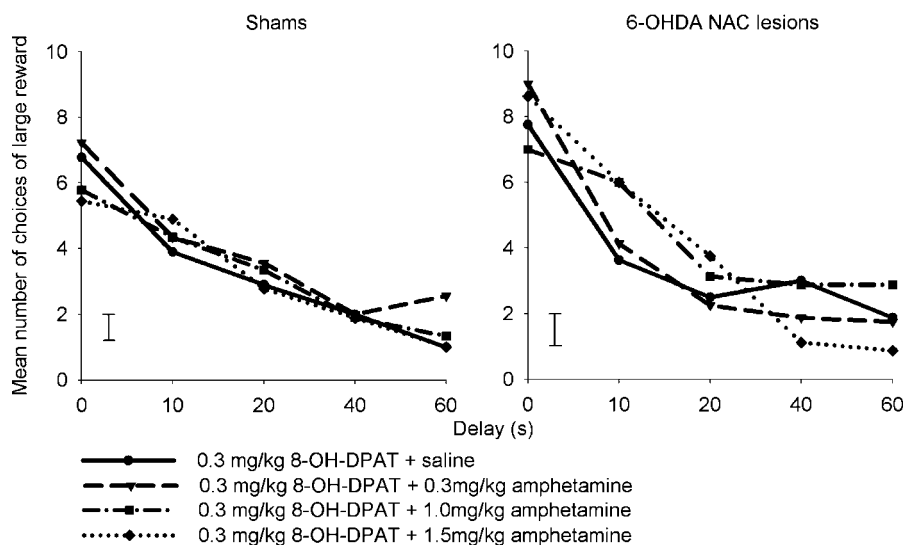 Shams
6-OHDA NAC lesions
Mean number of choices of large reward
10
8
6
4
2
0
0 10 20 40 60
10
8
6
4
2
0
0 10 20 40 60
Delay (s)
0.3 mg/kg 8-OH-DPAT + saline
0.3 mg/kg 8-OH-DPAT + 0.3mg/kg amphetamine
0.3 mg/kg 8-OH-DPAT + 1.0mg/kg amphetamine
0.3 mg/kg 8-OH-DPAT + 1.5mg/kg amphetamine